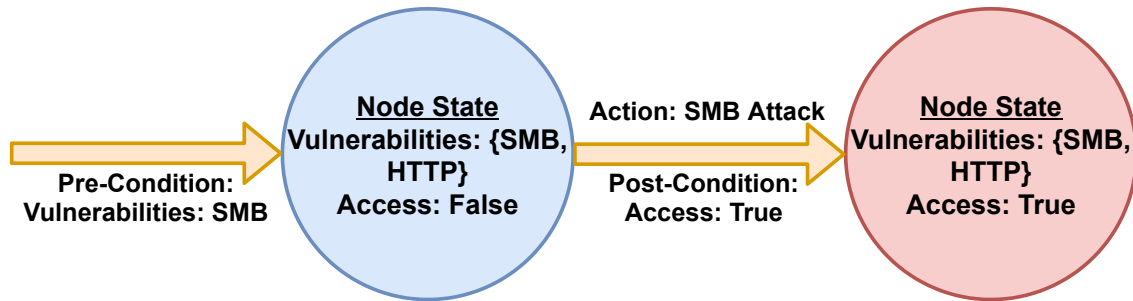 Pre-Condition:
Vulnerabilities: SMB
Node State
Vulnerabilities: {SMB,
HTTP}
Access: False
Action: SMB Attack
Post-Condition:
Access: True
Node State
Vulnerabilities: {SMB,
HTTP}
Access: True